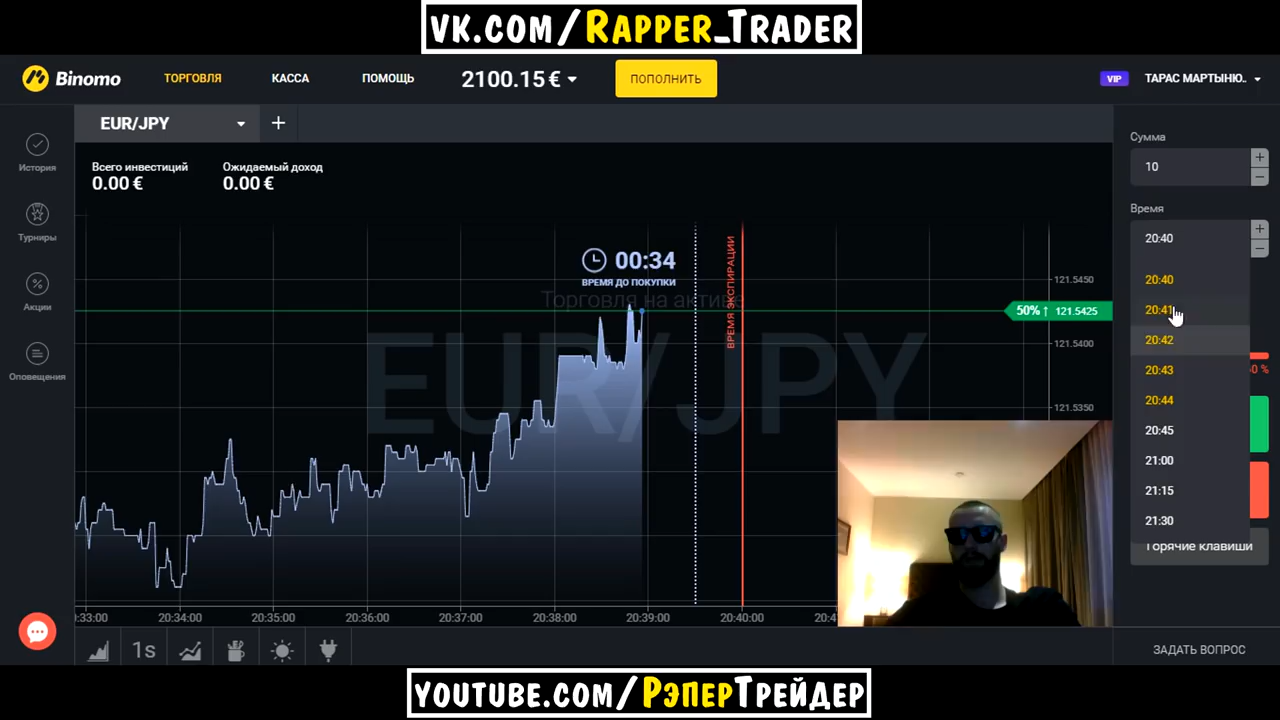 VK.COM/RAPPER_TRADER
Binomo
ТОРГОВЛЯ
КАССА
ПОМОЩЬ
2100.15 €
ПОПОЛНИТЬ
VIP
ТАРАС МАРТЫНЮ..
EUR/JPY
+
История
Турниры
Акции
Оповещения
Всего инвестиций
0.00 €
Ожидаемый доход
0.00 €
00:34
ВРЕМЯ ДО ПОКУПКИ
Торговля на активе
EUR/JPY
ВРЕМЯ ЭКСПИРАЦИИ
121.5450
50% ↑ 121.5425
121.5400
121.5350
Сумма
10
+
−
Время
20:40
+
−
20:40
20:41
20:42
20:43
20:44
20:45
21:00
21:15
21:30
Горячие клавиши
:33:00
20:34:00
20:35:00
20:36:00
20:37:00
20:38:00
20:39:00
20:40:00
20:41
1s
ЗАДАТЬ ВОПРОС
YOUTUBE.COM/РЭПЕРТРЕЙДЕР